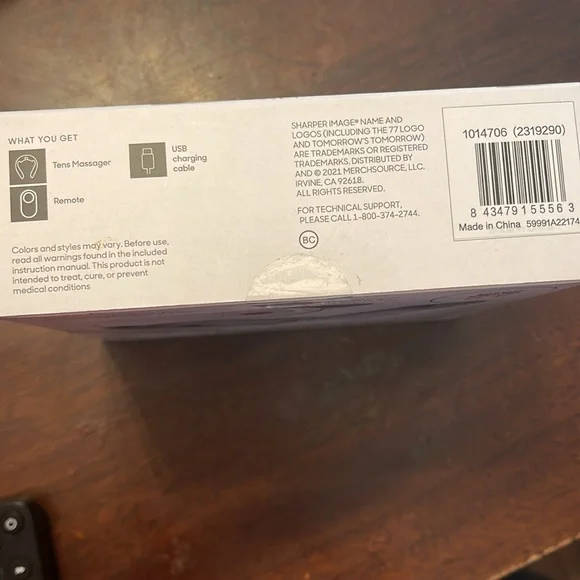 WHAT YOU GET
Tens Massager
USB
charging
cable
Remote
Colors and styles may vary. Before use,
read all warnings found in the included
instruction manual. This product is not
intended to treat, cure, or prevent
medical conditions
SHARPER IMAGE® NAME AND
LOGOS (INCLUDING THE 77 LOGO
AND TOMORROW'S TOMORROW)
ARE TRADEMARKS OR REGISTERED
TRADEMARKS. DISTRIBUTED BY
AND © 2021 MERCHSOURCE, LLC.
IRVINE, CA 92618.
ALL RIGHTS RESERVED.
FOR TECHNICAL SUPPORT,
PLEASE CALL 1-800-374-2744.
BC
1014706 (2319290)
8 43479 15556 3
Made in China 59991A22174